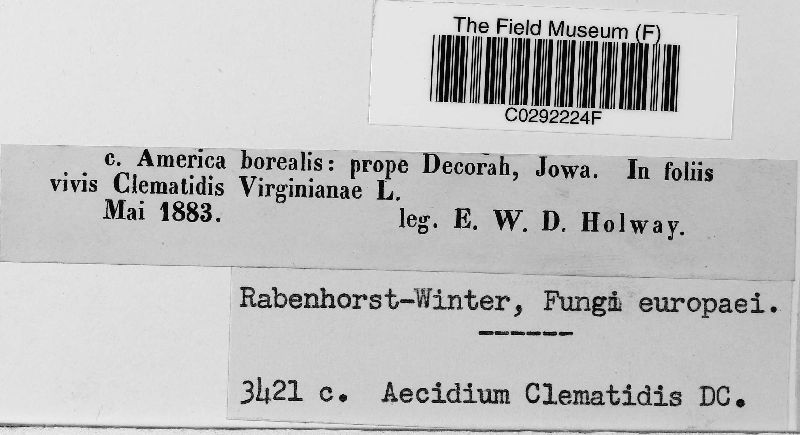 The Field Museum (F)
C0292224F
c. America borealis: prope Decorah, Jowa. In foliis
vivis Clematidis Virginianae L.
Mai 1883. leg. E. W. D. Holway.
Rabenhorst-Winter, Fungi europaei.
------
3421 c. Aecidium Clematidis DC.